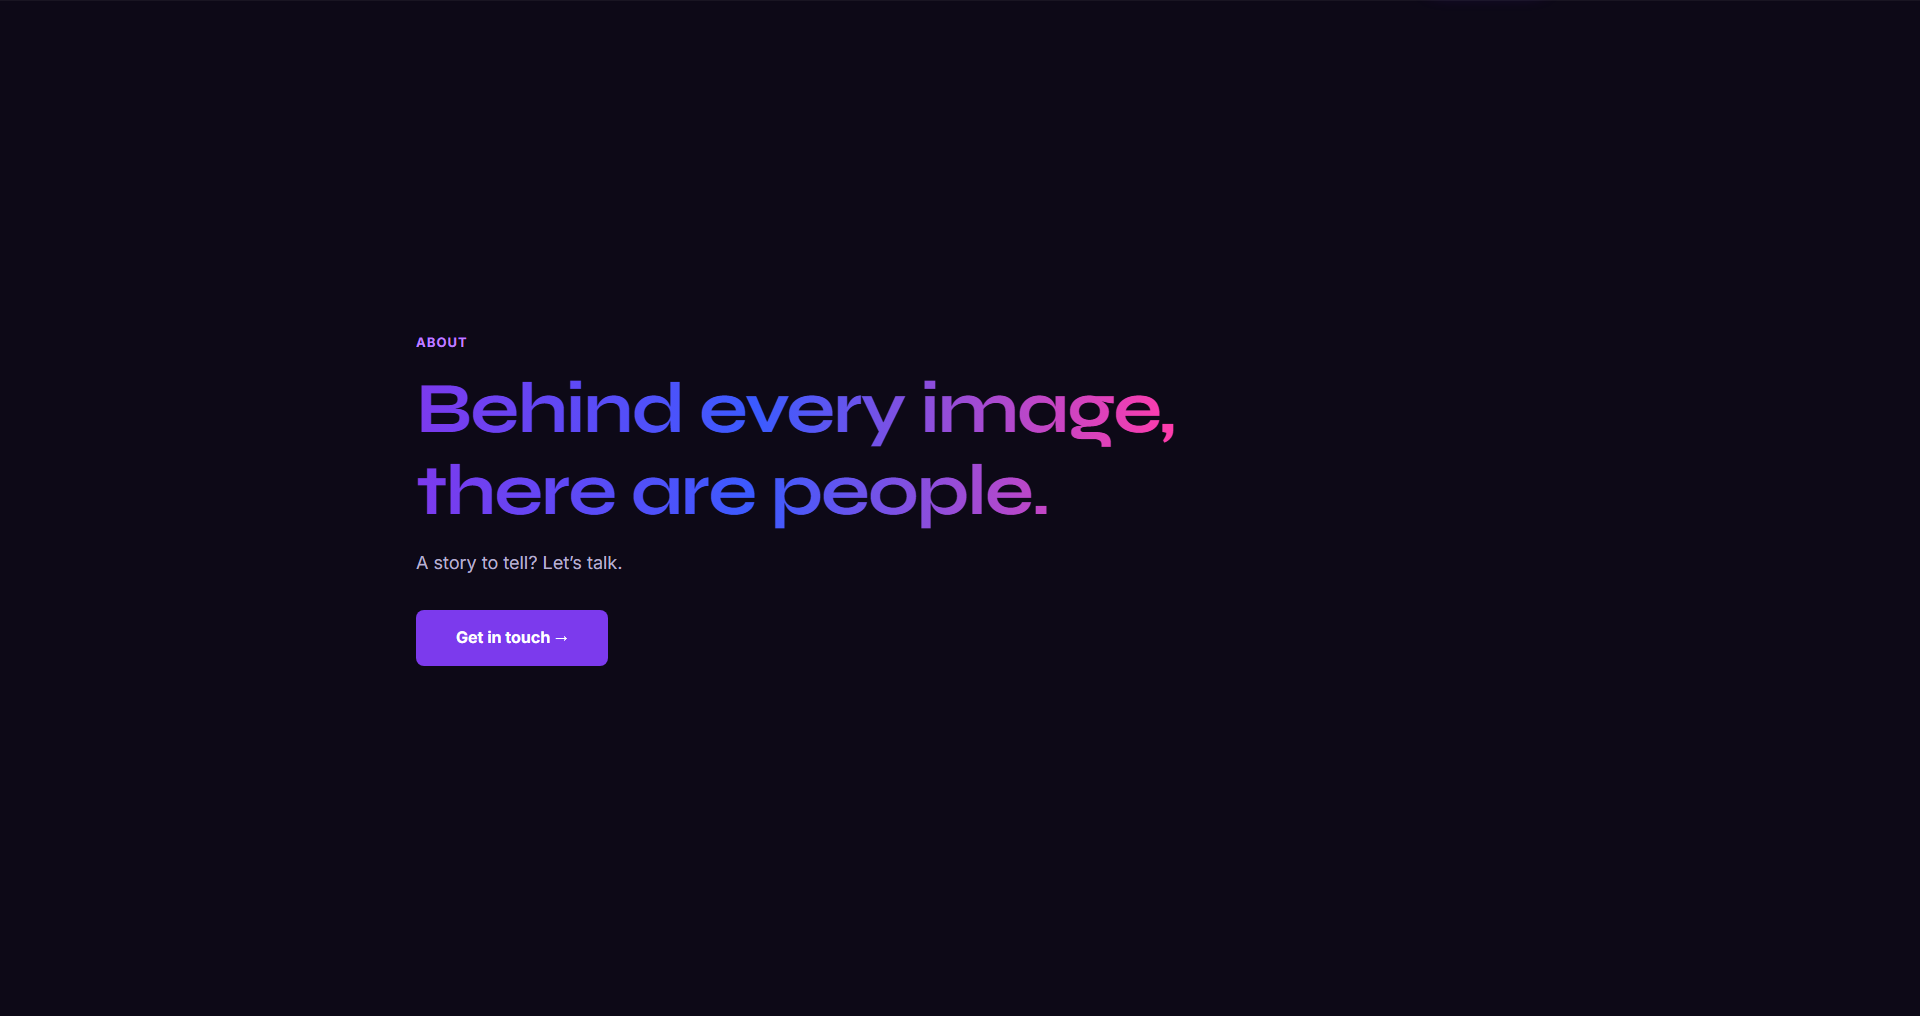 ABOUT
Behind every image,
there are people.
A story to tell? Let’s talk.
Get in touch →